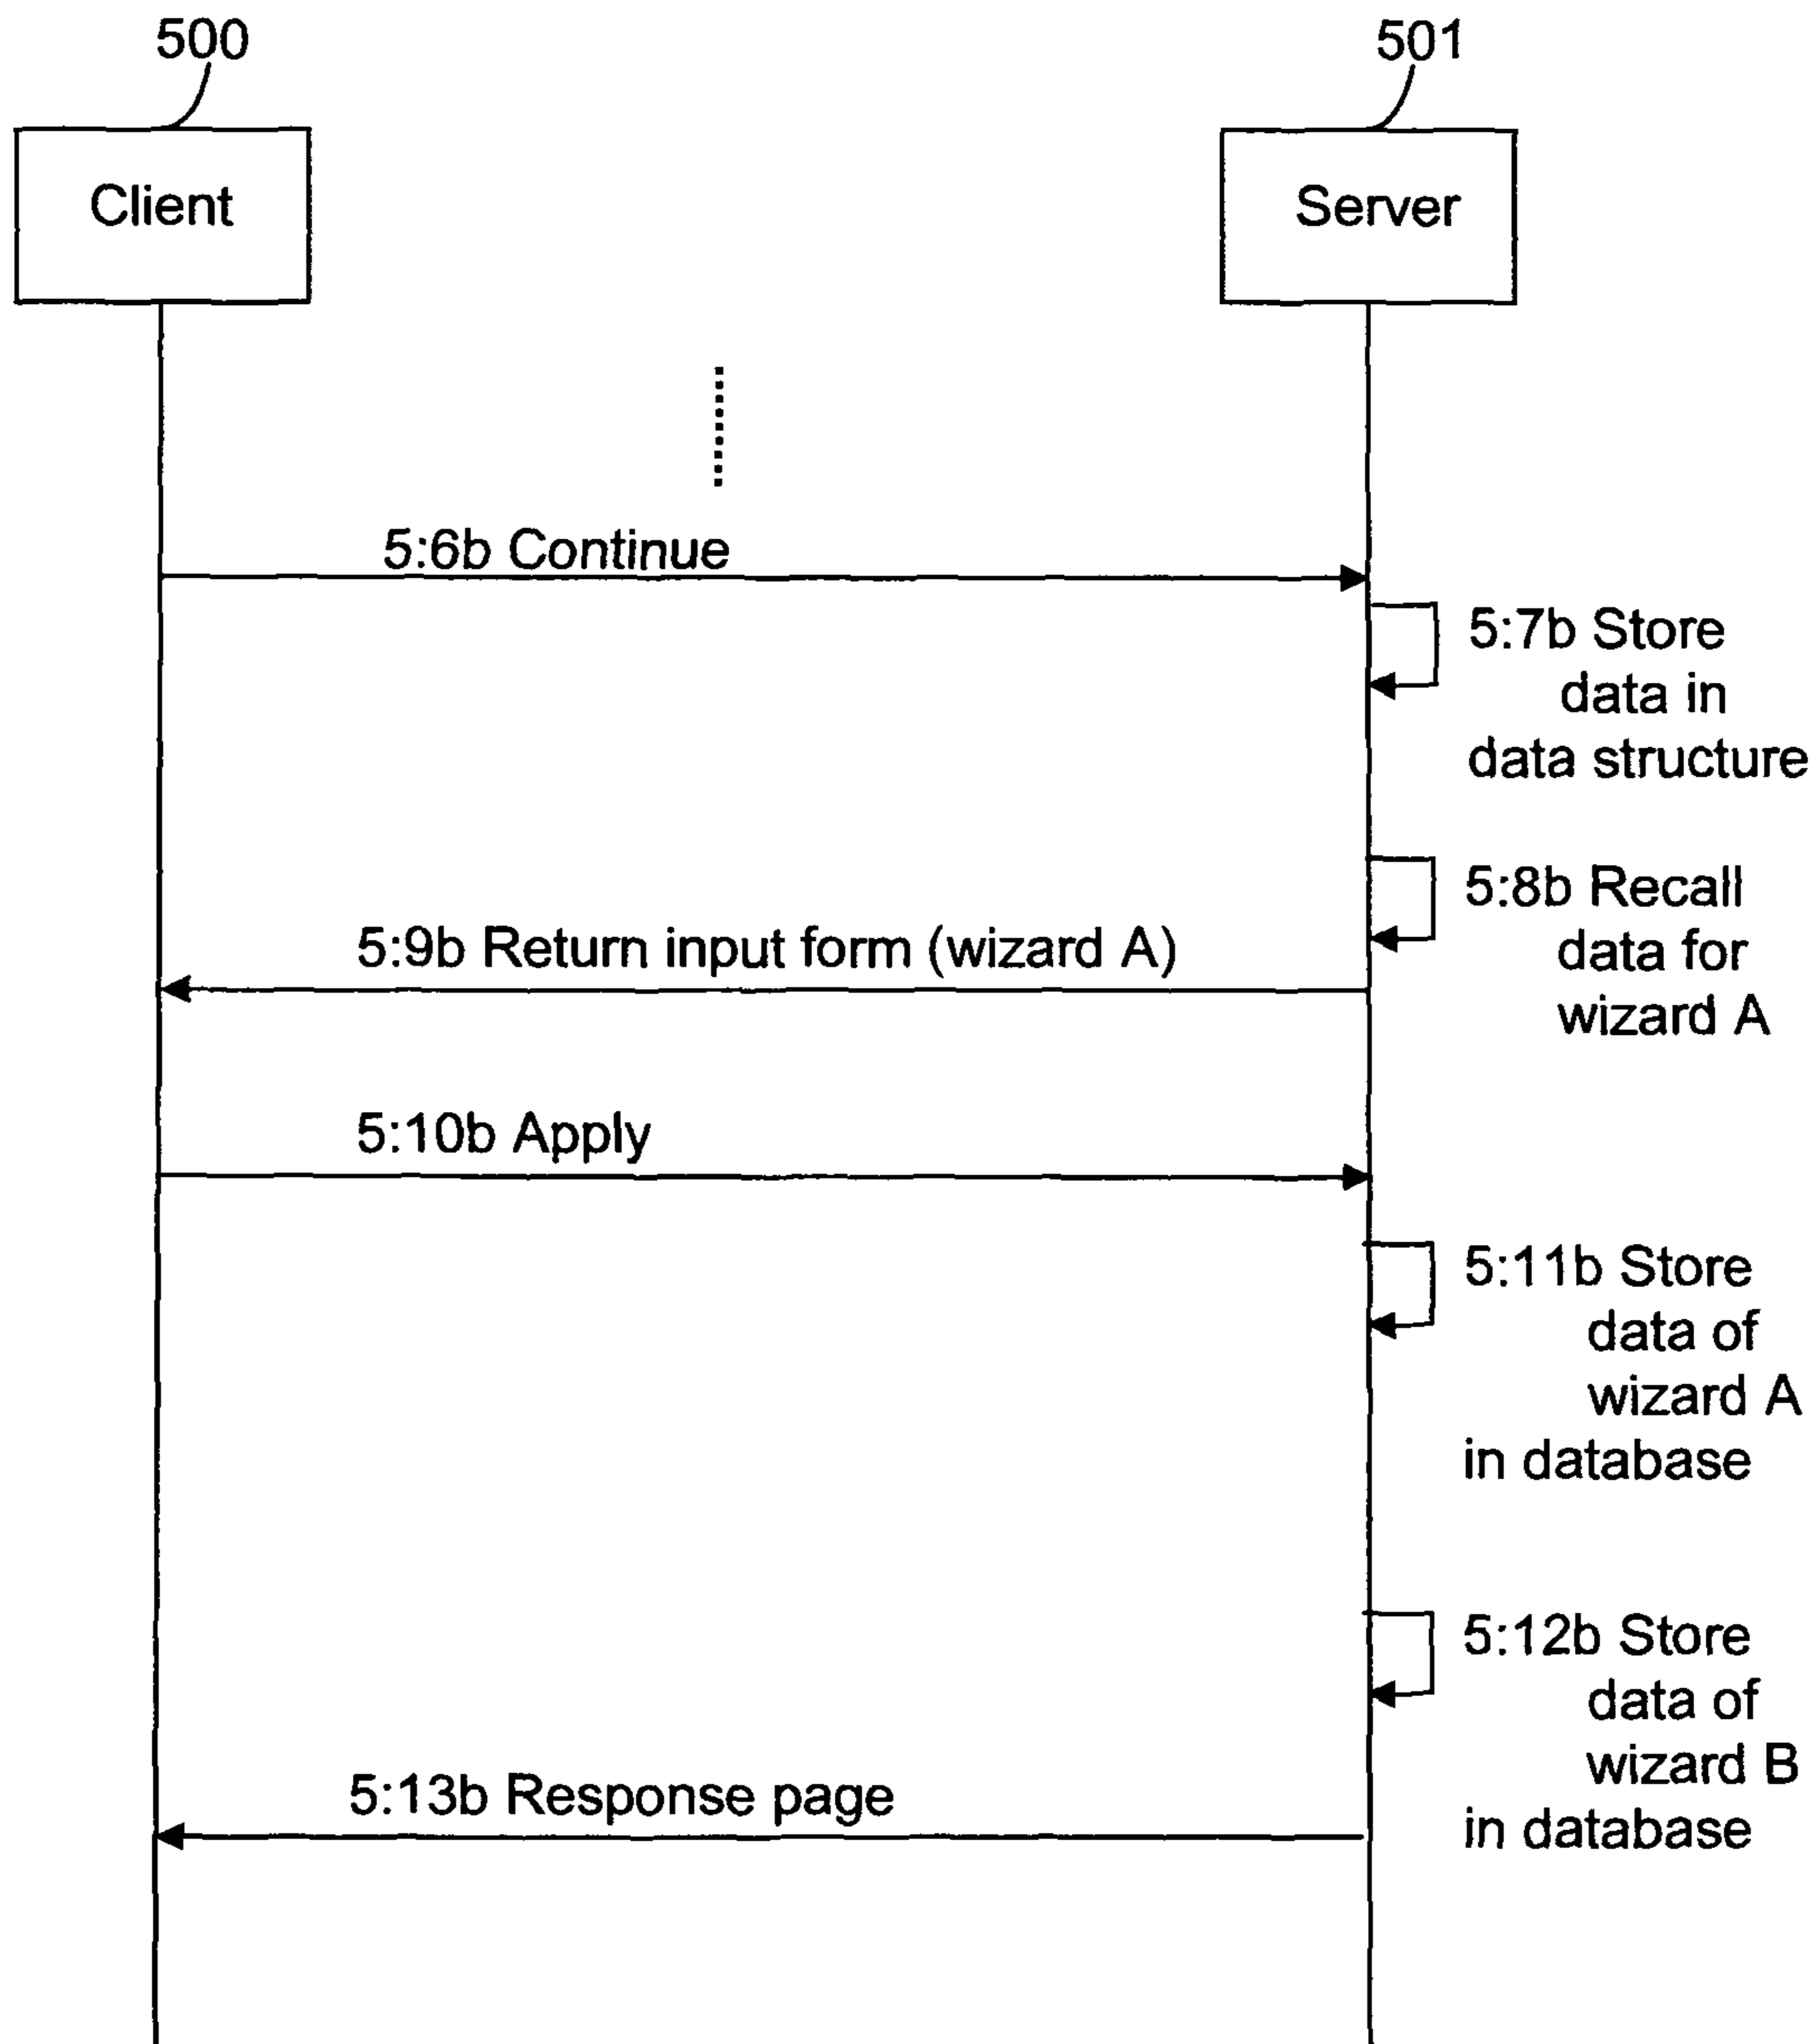 500
501
Client
Server
5:6b Continue
5:7b Store
data in
data structure
5:8b Recall
data for
wizard A
5:9b Return input form (wizard A)
5:10b Apply
5:11b Store
data of
wizard A
in database
5:12b Store
data of
wizard B
in database
5:13b Response page